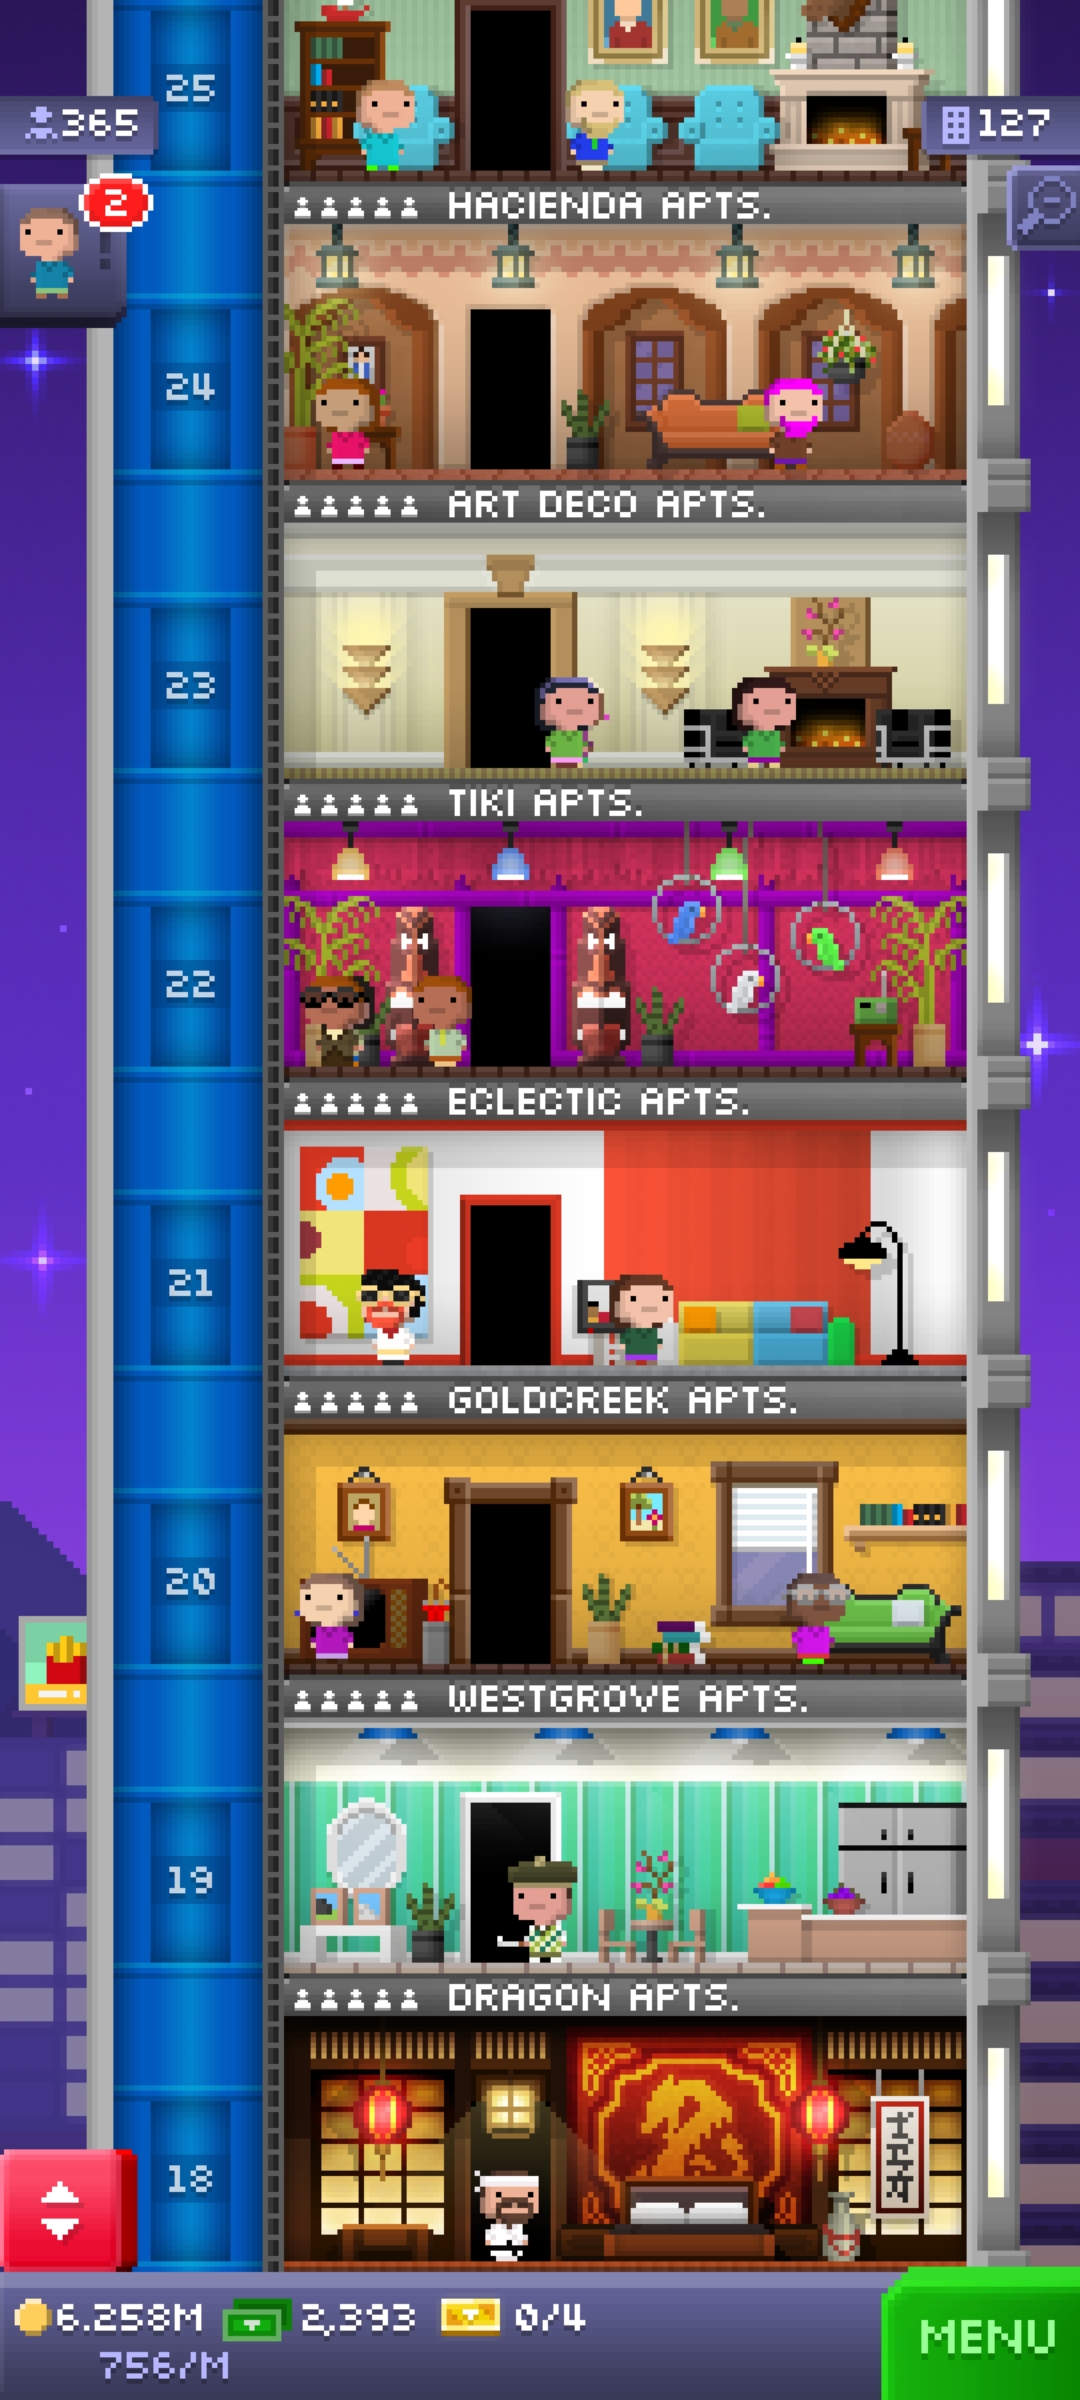 25
365
127
2
HACIENDA APTS.
24
ART DECO APTS.
23
TIKI APTS.
22
ECLECTIC APTS.
21
GOLDCREEK APTS.
20
WESTGROVE APTS.
19
DRAGON APTS.
18
6.258M 2,393 0/4
756/M
MENU